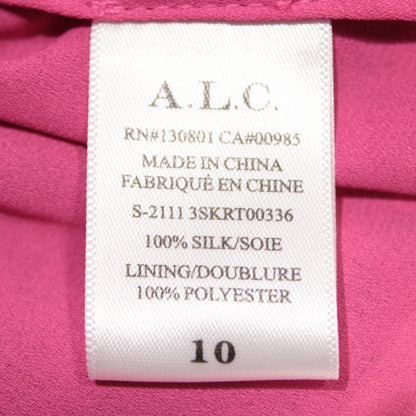 A.L.C.
RN#130801 CA#00985
MADE IN CHINA
FABRIQUÉ EN CHINE
S-2111 3SKRT00336
100% SILK/SOIE
LINING/DOUBLURE
100% POLYESTER
10